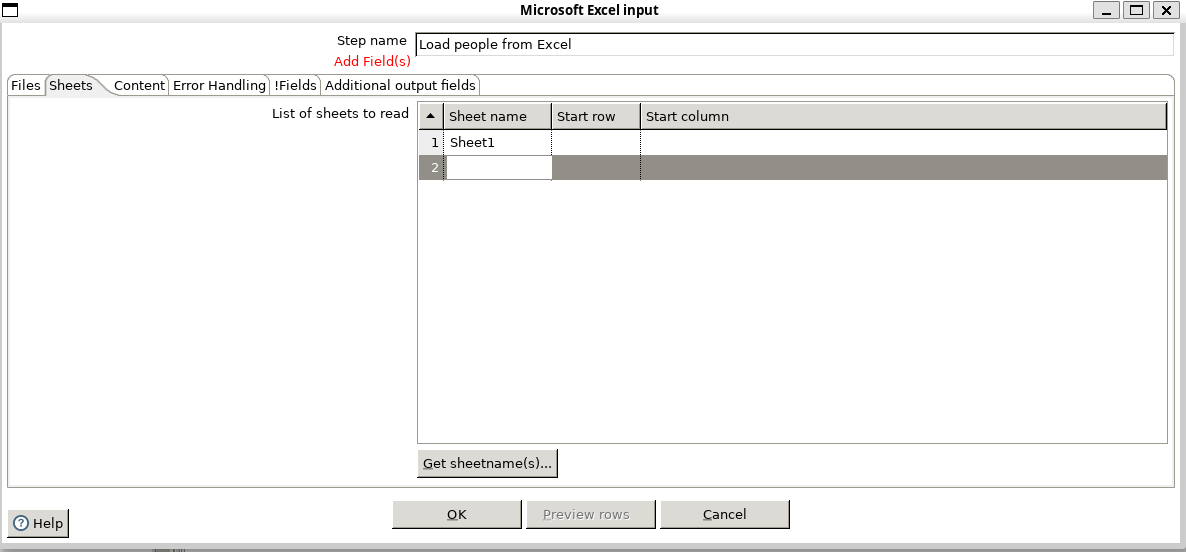 Microsoft Excel input
Step name Load people from Excel
Add Field(s)
Files Sheets Content Error Handling !Fields Additional output fields
List of sheets to read
Sheet name Start row Start column
1 Sheet1
2
Get sheetname(s)...
OK Preview rows Cancel
Help